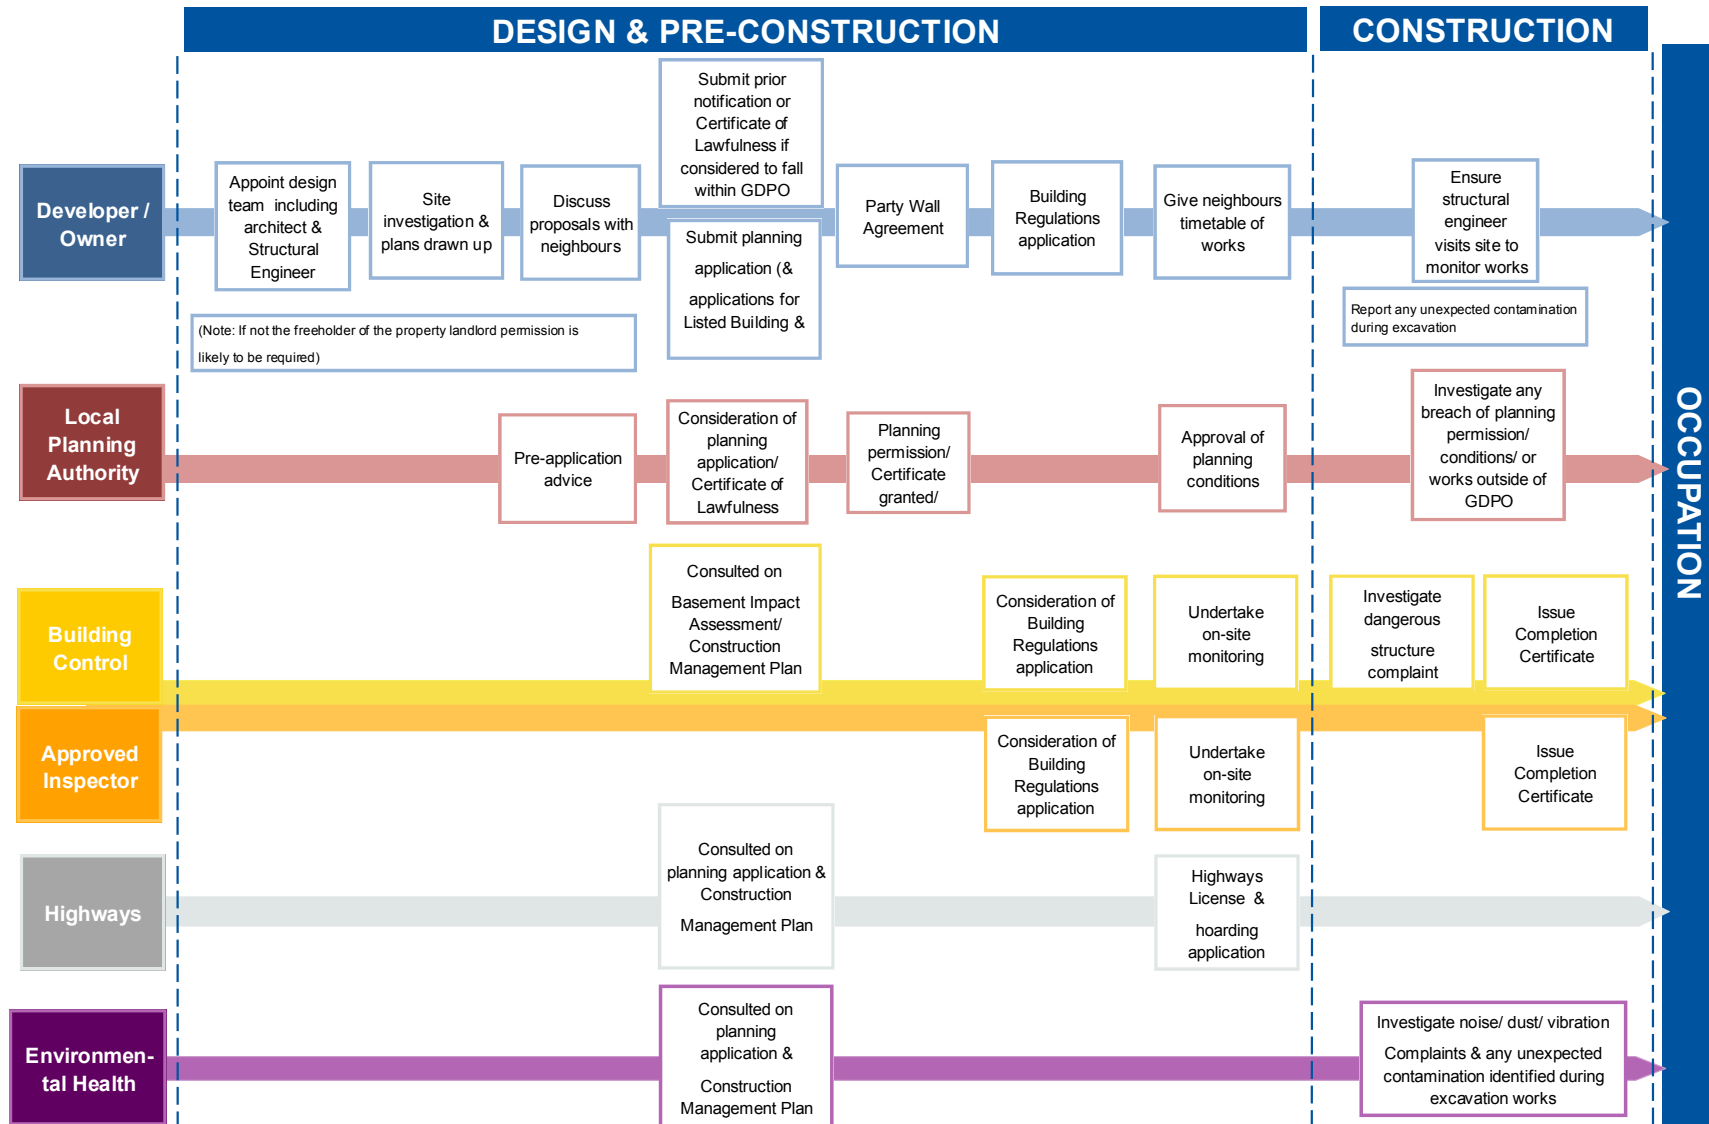 DESIGN & PRE-CONSTRUCTION
CONSTRUCTION
OCCUPATION
Developer /
Owner
Appoint design
team including
architect &
Structural
Engineer
Site
investigation &
plans drawn up
Discuss
proposals with
neighbours
Submit prior
notification or
Certificate of
Lawfulness if
considered to fall
within GDPO
Submit planning
application (&
applications for
Listed Building &
Party Wall
Agreement
Building
Regulations
application
Give neighbours
timetable of
works
Ensure
structural
engineer
visits site to
monitor works
(Note: If not the freeholder of the property landlord permission is
likely to be required)
Report any unexpected contamination
during excavation
Local
Planning
Authority
Pre-application
advice
Consideration of
planning
application/
Certificate of
Lawfulness
Planning
permission/
Certificate
granted/
Approval of
planning
conditions
Investigate any
breach of planning
permission/
conditions/ or
works outside of
GDPO
Building
Control
Consulted on
Basement Impact
Assessment/
Construction
Management Plan
Consideration of
Building
Regulations
application
Undertake
on-site
monitoring
Investigate
dangerous
structure
complaint
Issue
Completion
Certificate
Approved
Inspector
Consideration of
Building
Regulations
application
Undertake
on-site
monitoring
Issue
Completion
Certificate
Highways
Consulted on
planning application &
Construction
Management Plan
Highways
License &
hoarding
application
Environmen-
tal Health
Consulted on
planning
application &
Construction
Management Plan
Investigate noise/ dust/ vibration
Complaints & any unexpected
contamination identified during
excavation works